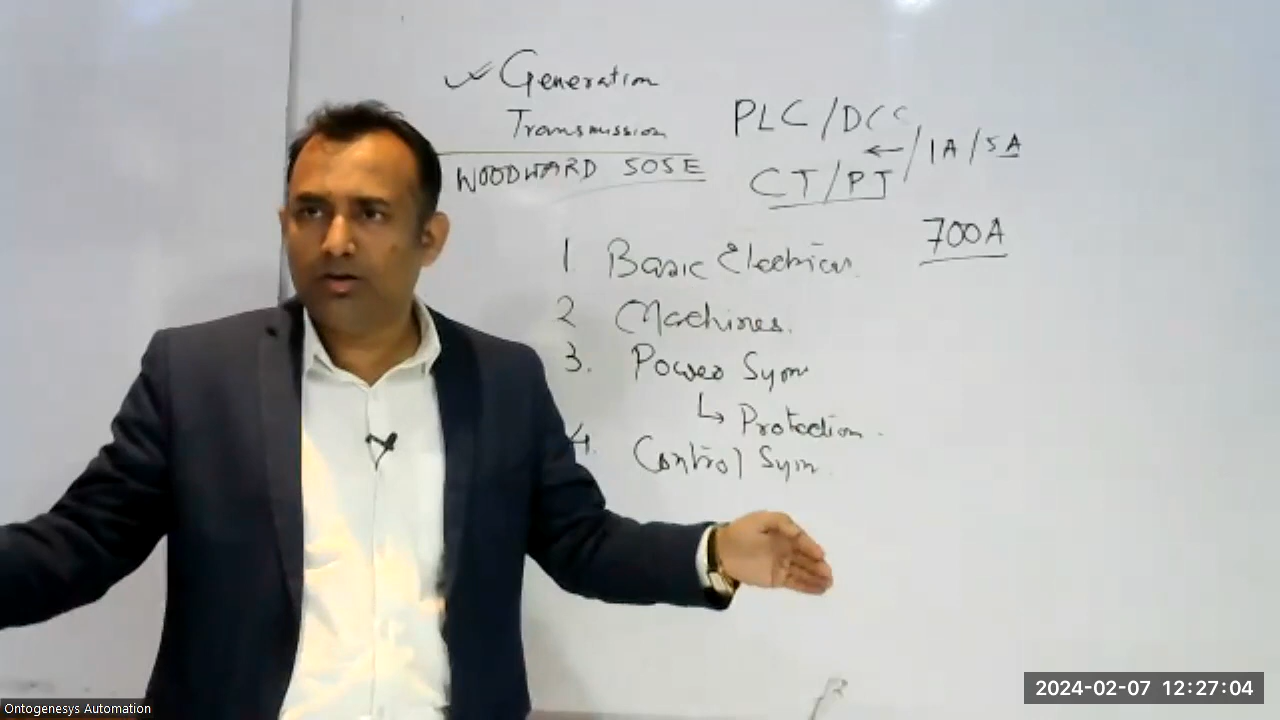 ✓ Generation
Transmission
WOODWARD 505E
PLC/DCS
CT/PT ← / 1A/5A
700A
1 Basic Electrical
2 Machines.
3. Power Sym
↳ Protection.
4. Control Sym.
Ontogenesys Automation
2024-02-07 12:27:04